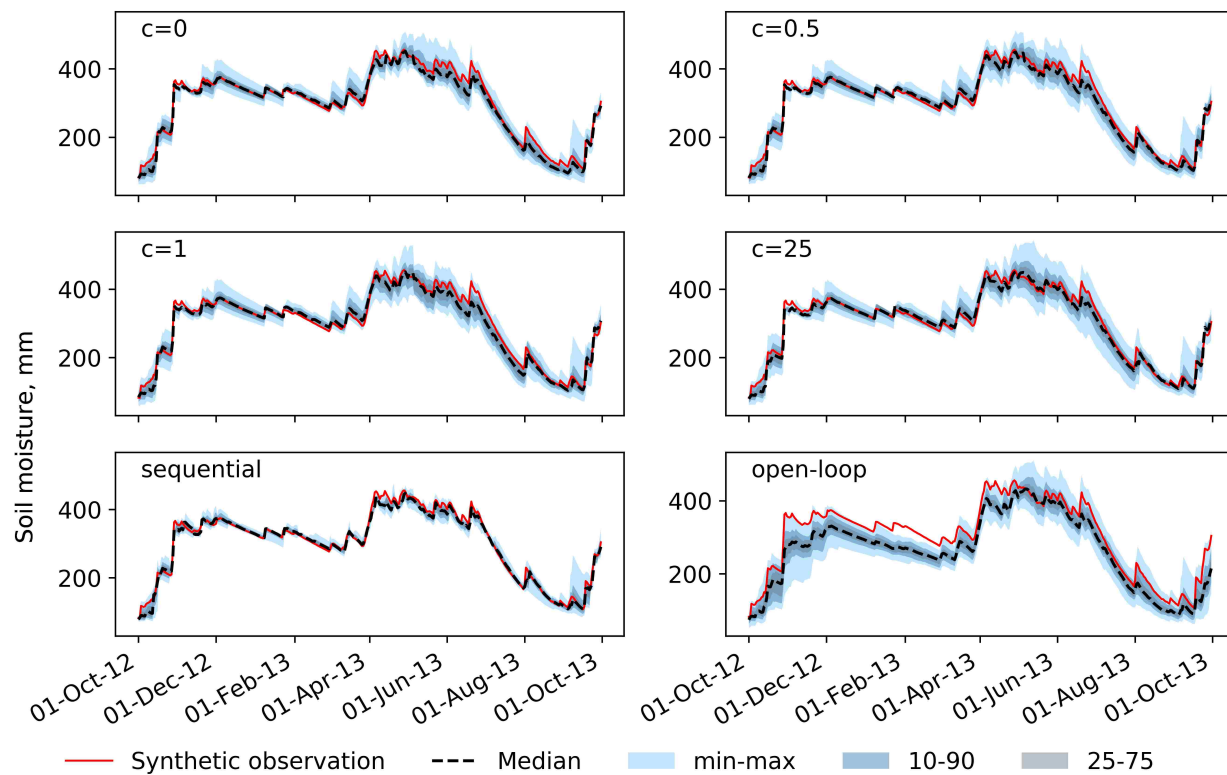 c=0
400
200
c=0.5
400
200
c=1
400
200
c=25
400
200
Soil moisture, mm
sequential
400
200
open-loop
400
200
01-Oct-12
01-Dec-12
01-Feb-13
01-Apr-13
01-Jun-13
01-Aug-13
01-Oct-13
01-Oct-12
01-Dec-12
01-Feb-13
01-Apr-13
01-Jun-13
01-Aug-13
01-Oct-13
Synthetic observation Median min-max 10-90 25-75